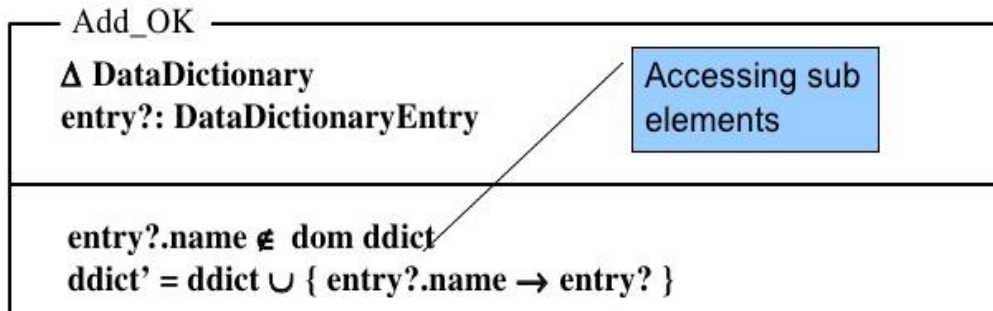 Add_OK
Δ DataDictionary
entry?: DataDictionaryEntry
Accessing sub
elements
entry?.name ∉ dom ddict
ddict’ = ddict ∪ { entry?.name → entry? }